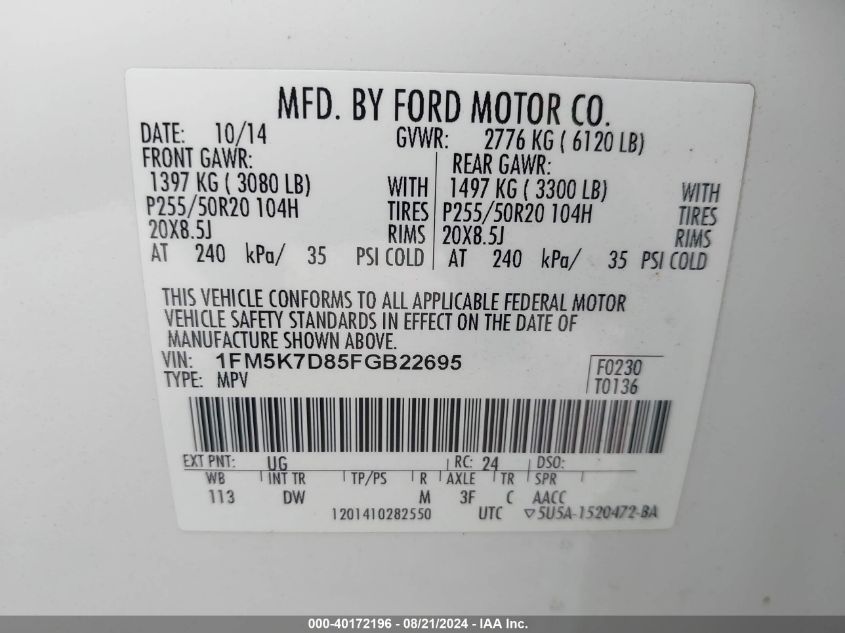 MFD. BY FORD MOTOR CO.
DATE: 10/14 GVWR: 2776 KG ( 6120 LB)
FRONT GAWR: REAR GAWR:
1397 KG ( 3080 LB) WITH 1497 KG ( 3300 LB) WITH
P255/50R20 104H TIRES P255/50R20 104H TIRES
20X8.5J RIMS 20X8.5J RIMS
AT 240 kPa/ 35 PSI COLD AT 240 kPa/ 35 PSI COLD
THIS VEHICLE CONFORMS TO ALL APPLICABLE FEDERAL MOTOR
VEHICLE SAFETY STANDARDS IN EFFECT ON THE DATE OF
MANUFACTURE SHOWN ABOVE.
VIN: 1FM5K7D85FGB22695 F0230
TYPE: MPV T0136
EXT PNT: UG RC: 24 DSO:
WB INT TR TP/PS R AXLE TR SPR
113 DW M 3F C AACC
1201410282550 UTC ▽5U5A-1520472-BA
000-40172196 - 08/21/2024 - IAA Inc.